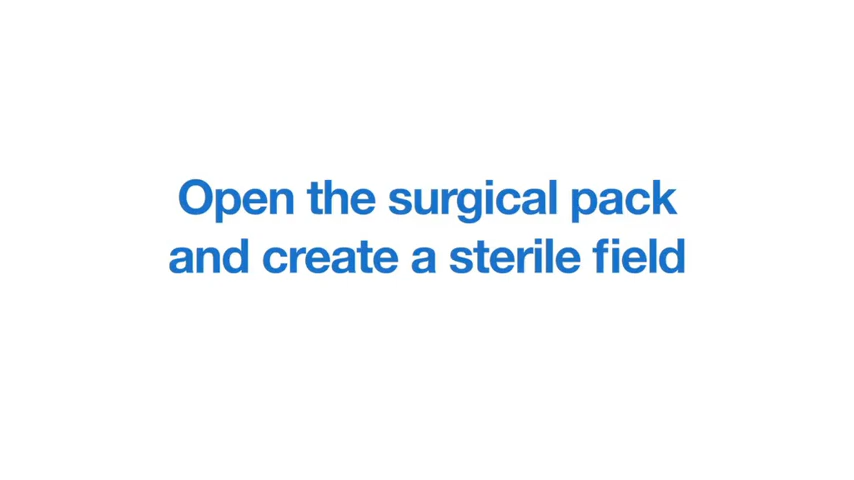 Open the surgical pack
and create a sterile field